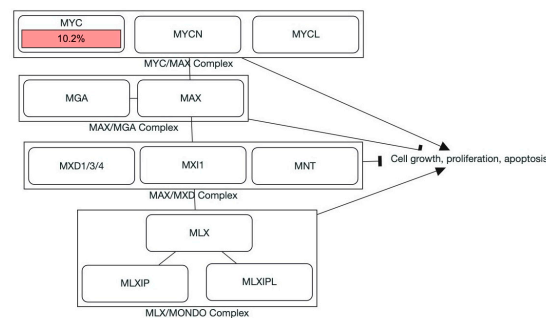 MYC
10.2%
MYCN
MYCL
MYC/MAX Complex
MGA
MAX
MAX/MGA Complex
Cell growth, proliferation, apoptosis
MXD1/3/4
MXI1
MNT
MAX/MXD Complex
MLX
MLXIP
MLXIPL
MLX/MONDO Complex